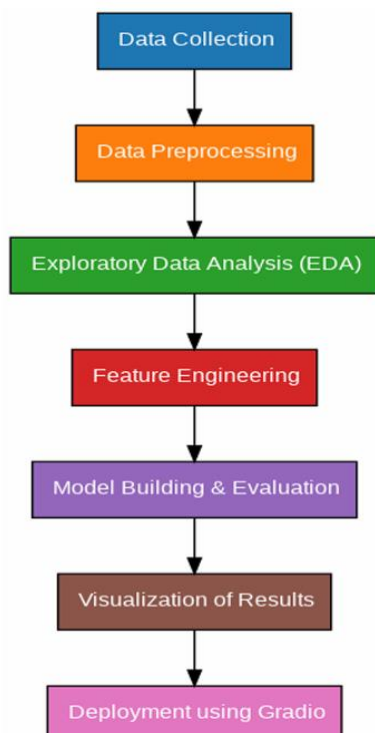 Data Collection
Data Preprocessing
Exploratory Data Analysis (EDA)
Feature Engineering
Model Building & Evaluation
Visualization of Results
Deployment using Gradio